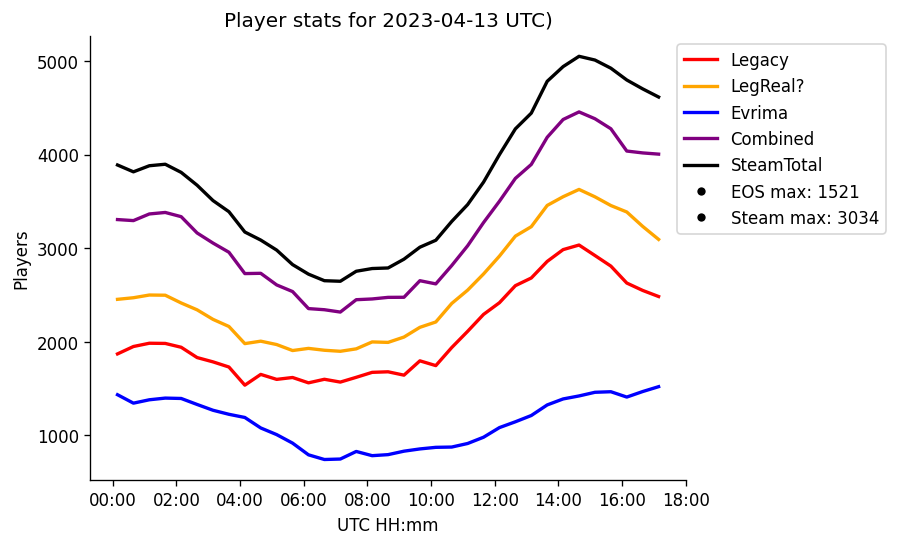 Player stats for 2023-04-13 UTC)
Players
5000
4000
3000
2000
1000
00:00 02:00 04:00 06:00 08:00 10:00 12:00 14:00 16:00 18:00
UTC HH:mm
Legacy
LegReal?
Evrima
Combined
SteamTotal
EOS max: 1521
Steam max: 3034